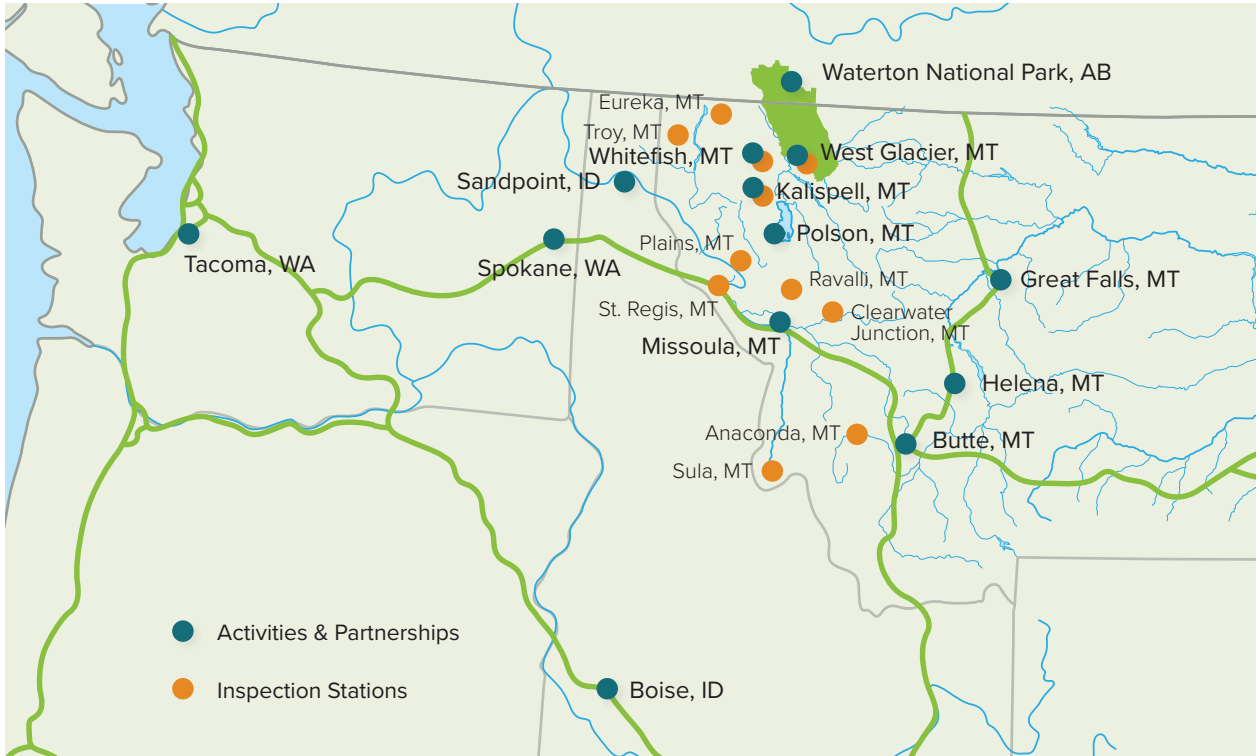 Waterton National Park, AB
Eureka, MT
Troy, MT
Whitefish, MT
West Glacier, MT
Sandpoint, ID
Kalispell, MT
Polson, MT
Plains, MT
Tacoma, WA
Spokane, WA
Ravalli, MT
Great Falls, MT
St. Regis, MT
Clearwater
Junction, MT
Missoula, MT
Helena, MT
Anaconda, MT
Butte, MT
Sula, MT
Activities & Partnerships
Inspection Stations
Boise, ID